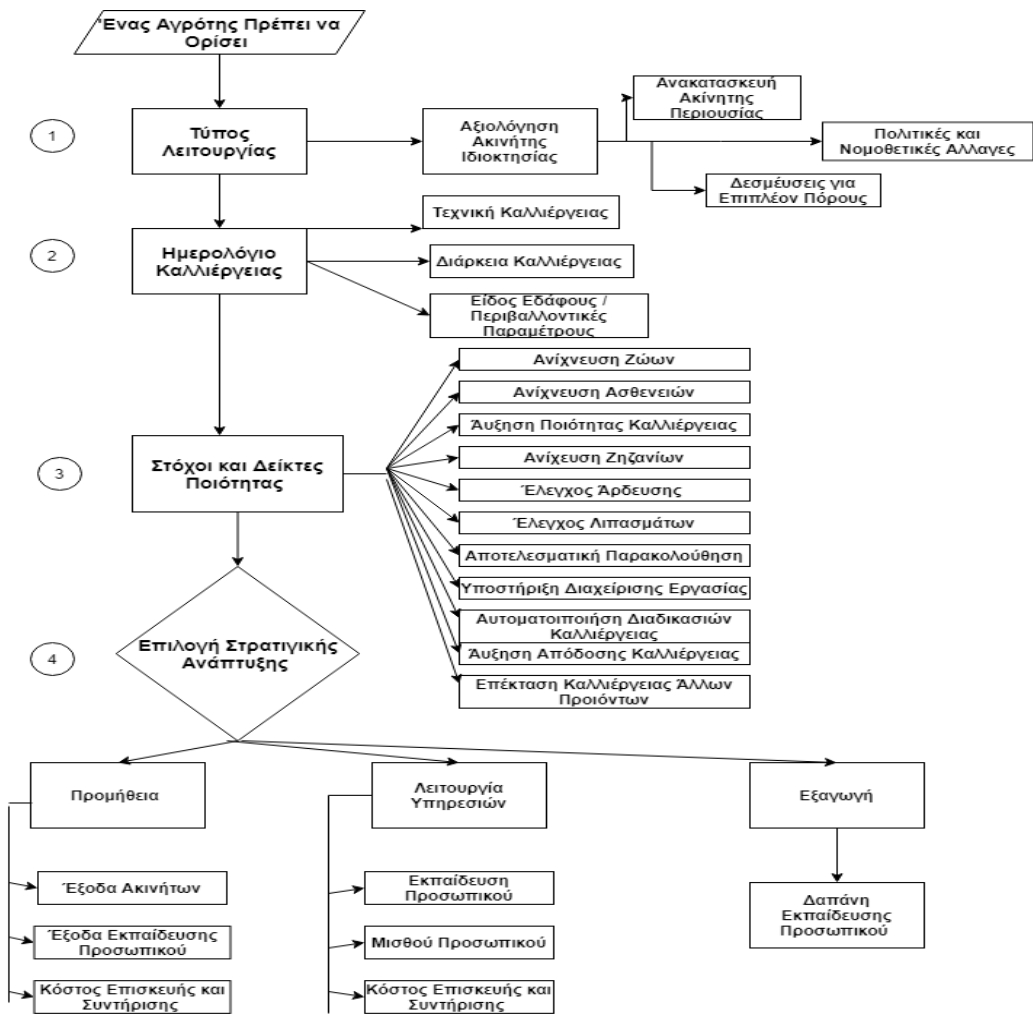 Ένας Αγρότης Πρέπει να
Ορίσει
1
Τύπος
Λειτουργίας
Αξιολόγηση
Ακινήτης
Ιδιοκτησίας
Ανακατασκευή
Ακίνητης
Περιουσίας
Πολιτικές και
Νομοθετικές Αλλαγες
Δεσμέυσεις για
Επιπλέον Πόρους
2
Ημερολόγιο
Καλλιέργειας
Τεχνική Καλλιέργειας
Διάρκεια Καλλιέργειας
Είδος Εδάφους /
Περιβαλλοντικές
Παραμέτρους
3
Στόχοι και Δείκτες
Ποιότητας
Ανίχνευση Ζώων
Ανίχνευση Ασθενειών
Άυξηση Ποιότητας Καλλιέργειας
Ανίχευση Ζηζανίων
Έλεγχος Άρδευσης
Έλεγχος Λιπασμάτων
Αποτελεσματική Παρακολούθηση
Υποστήριξη Διαχείρισης Εργασίας
Αυτοματοιποιήση Διαδικασιών
Καλλιέργειας
Άυξηση Απόδοσης Καλλιέργειας
Επέκταση Καλλιέργειας Άλλων
Προιόντων
4
Επιλογή Στρατιγικής
Ανάπτυξης
Προμήθεια
Λειτουργία
Υπηρεσιών
Εξαγωγή
Έξοδα Ακινήτων
Έξοδα Εκπαίδευσης
Προσωπικού
Κόστος Επισκευής και
Συντήρισης
Εκπαίδευση
Προσωπικού
Μισθού Προσωπικού
Κόστος Επισκευής και
Συντήρισης
Δαπάνη
Εκπαίδευσης
Προσωπικού